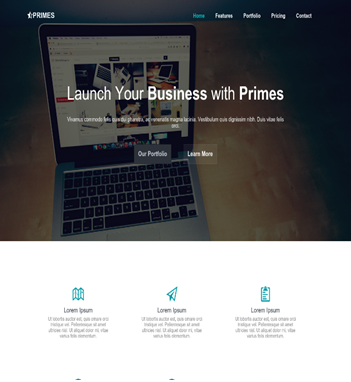 PRIMES
Home Features Portfolio Pricing Contact
Launch Your Business with Primes
Vivamus commodo felis quis dui pharetra, ac venenatis magna lacinia. Vestibulum quis dignissim nibh. Duis vitae felis
orci.
Our Portfolio Learn More
Lorem Ipsum Lorem Ipsum Lorem Ipsum
Ut lobortis auctor est, quis ornare orci Ut lobortis auctor est, quis ornare orci Ut lobortis auctor est, quis ornare orci
tristique vel. Pellentesque sit amet tristique vel. Pellentesque sit amet tristique vel. Pellentesque sit amet
ultricies nisl. Ut aliquet dolor mi, vitae ultricies nisl. Ut aliquet dolor mi, vitae ultricies nisl. Ut aliquet dolor mi, vitae
varius felis elementum varius felis elementum varius felis elementum